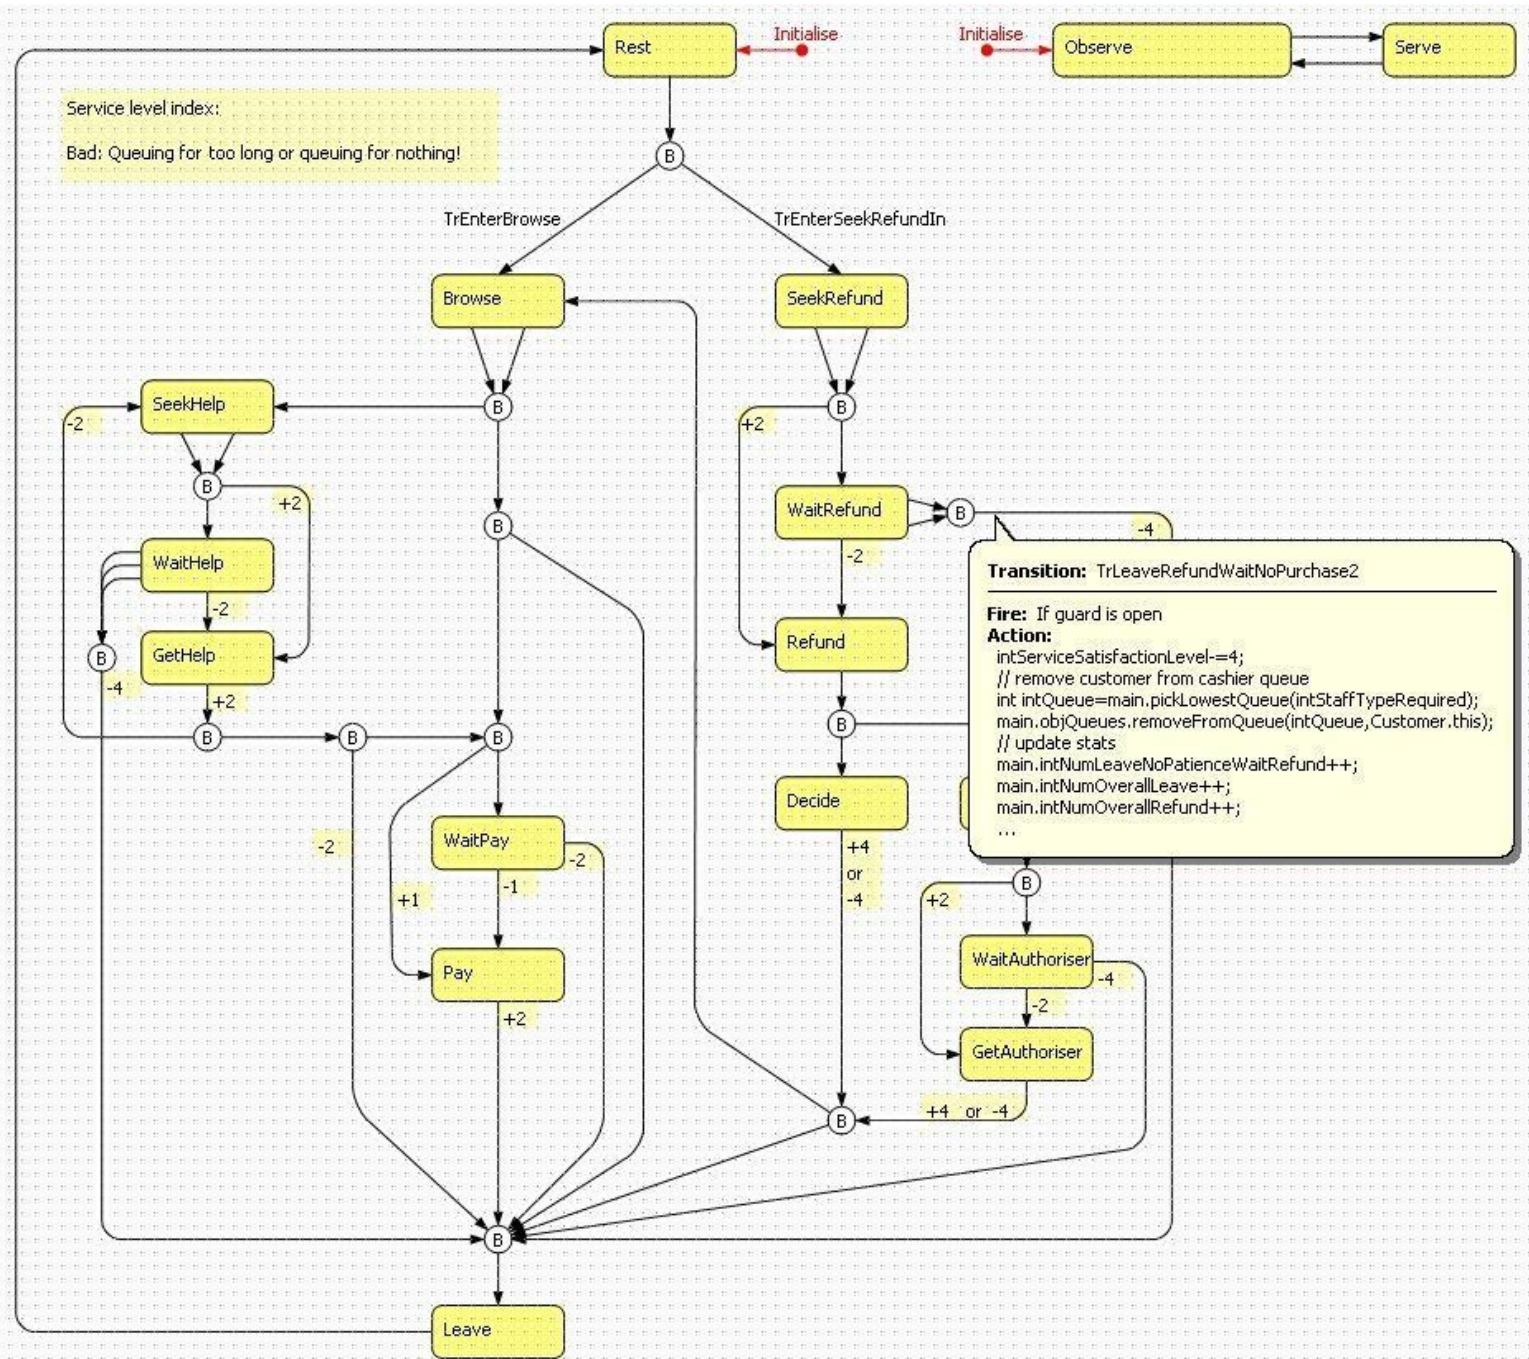 Initialise
Initialise
Rest
Observe
Serve
Service level index:
Bad: Queuing for too long or queuing for nothing!
B
TrEnterBrowse
TrEnterSeekRefundIn
Browse
SeekRefund
SeekHelp
B
B
-2
+2
B
+2
WaitRefund
B
B
-4
WaitHelp
-2
-2
Transition: TrLeaveRefundWaitNoPurchase2
Fire: If guard is open
Action:
intServiceSatisfactionLevel-=4;
// remove customer from cashier queue
int intQueue=main.pickLowestQueue(intStaffTypeRequired);
main.objQueues.removeFromQueue(intQueue,Customer.this);
// update stats
main.intNumLeaveNoPatienceWaitRefund++;
main.intNumOverallLeave++;
main.intNumOverallRefund++;
...
Refund
B
GetHelp
-4
+2
B
B
B
B
Decide
WaitPay
-2
-2
+4
or
-4
-1
+1
B
+2
WaitAuthoriser
-4
Pay
-2
+2
GetAuthoriser
+4 or -4
B
B
Leave